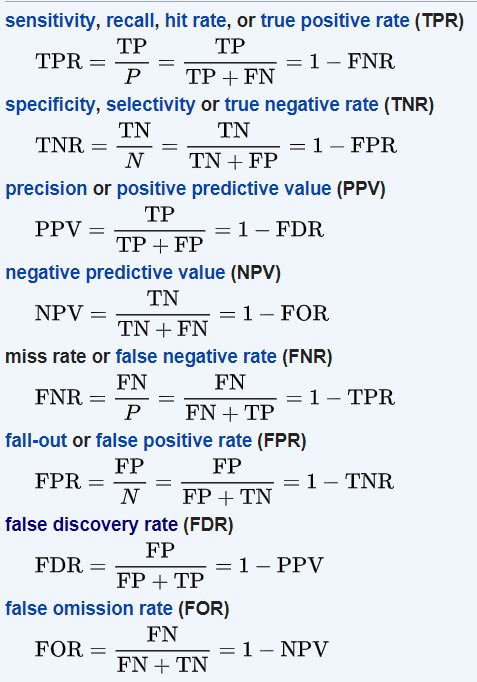 sensitivity, recall, hit rate, or true positive rate (TPR)
TPR = TP/P = TP/(TP + FN) = 1 − FNR
specificity, selectivity or true negative rate (TNR)
TNR = TN/N = TN/(TN + FP) = 1 − FPR
precision or positive predictive value (PPV)
PPV = TP/(TP + FP) = 1 − FDR
negative predictive value (NPV)
NPV = TN/(TN + FN) = 1 − FOR
miss rate or false negative rate (FNR)
FNR = FN/P = FN/(FN + TP) = 1 − TPR
fall-out or false positive rate (FPR)
FPR = FP/N = FP/(FP + TN) = 1 − TNR
false discovery rate (FDR)
FDR = FP/(FP + TP) = 1 − PPV
false omission rate (FOR)
FOR = FN/(FN + TN) = 1 − NPV